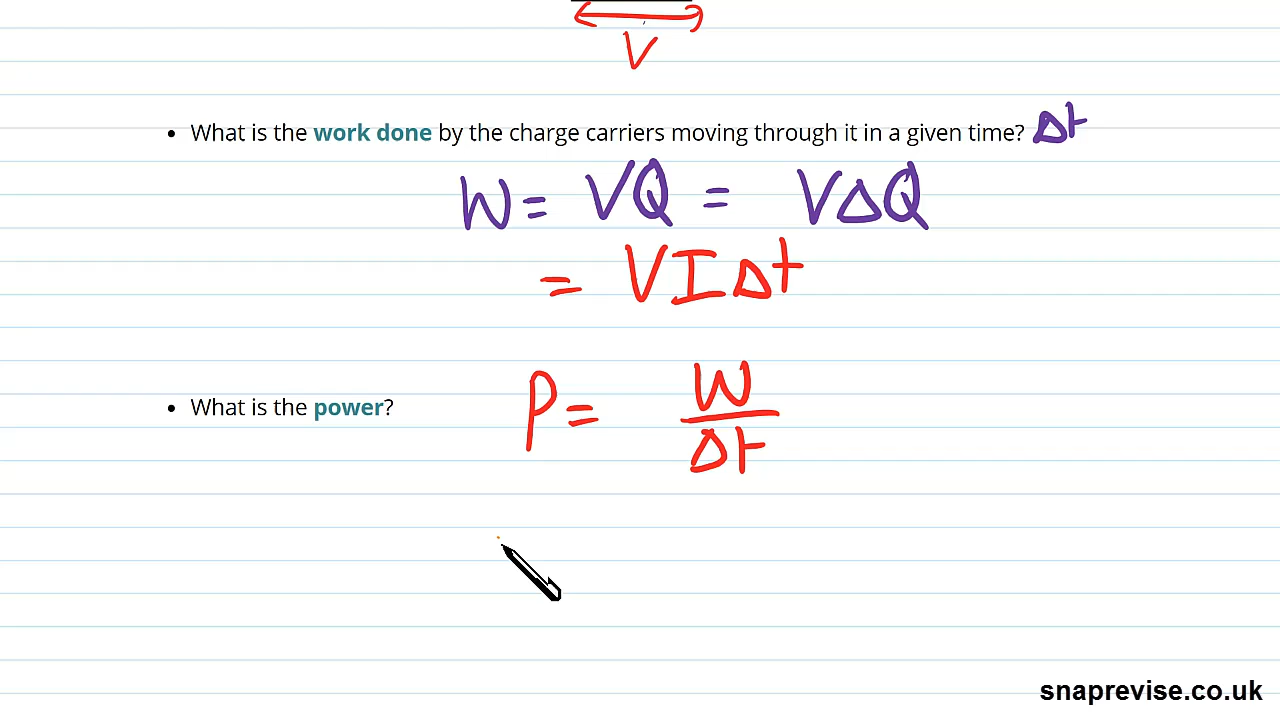 V
• What is the work done by the charge carriers moving through it in a given time? Δt
W = VQ = VΔQ
= VIΔt
• What is the power? P = W/Δt
snaprevise.co.uk